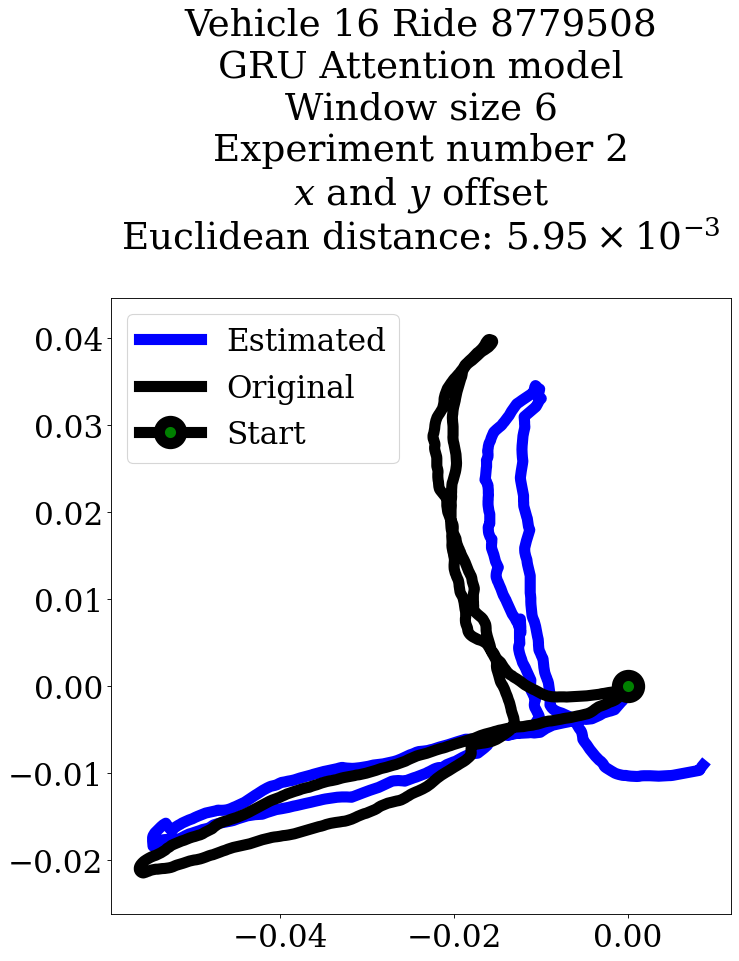 Vehicle 16 Ride 8779508
GRU Attention model
Window size 6
Experiment number 2
x and y offset
Euclidean distance: 5.95 × 10⁻³
Estimated
Original
Start
0.04
0.03
0.02
0.01
0.00
−0.01
−0.02
−0.04
−0.02
0.00